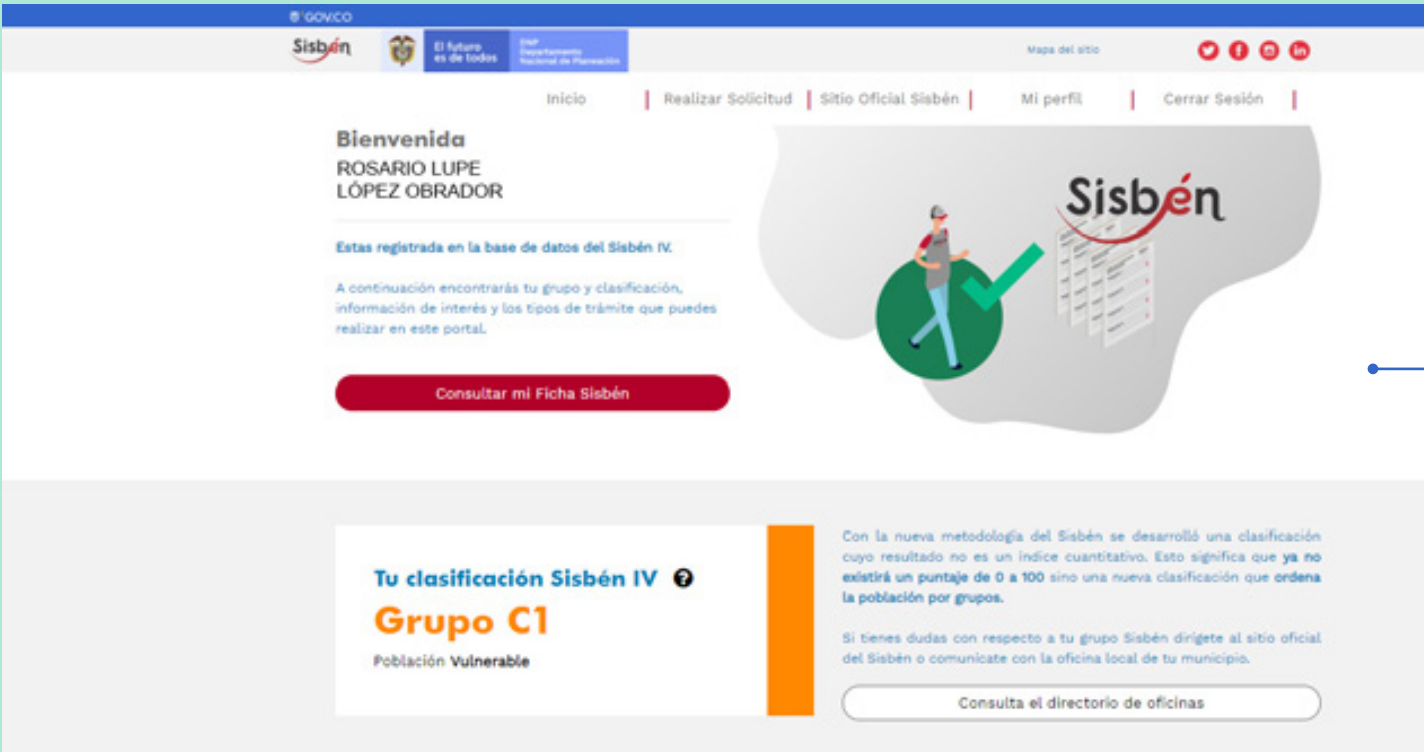 GOV.CO
Sisbén
El futuro
es de todos
DNP
Departamento
Nacional de Planeación
Mapa del sitio
Inicio
Realizar Solicitud
Sitio Oficial Sisbén
Mi perfil
Cerrar Sesión
Bienvenida
ROSARIO LUPE
LÓPEZ OBRADOR
Estas registrada en la base de datos del Sisbén IV.
A continuación encontrarás tu grupo y clasificación,
información de interés y los tipos de trámite que puedes
realizar en este portal.
Consultar mi Ficha Sisbén
Sisbén
Tu clasificación Sisbén IV ?
Grupo C1
Población Vulnerable
Con la nueva metodología del Sisbén se desarrolló una clasificación
cuyo resultado no es un índice cuantitativo. Esto significa que ya no
existirá un puntaje de 0 a 100 sino una nueva clasificación que ordena
la población por grupos.
Si tienes dudas con respecto a tu grupo Sisbén dirígete al sitio oficial
del Sisbén o comunícate con la oficina local de tu municipio.
Consulta el directorio de oficinas